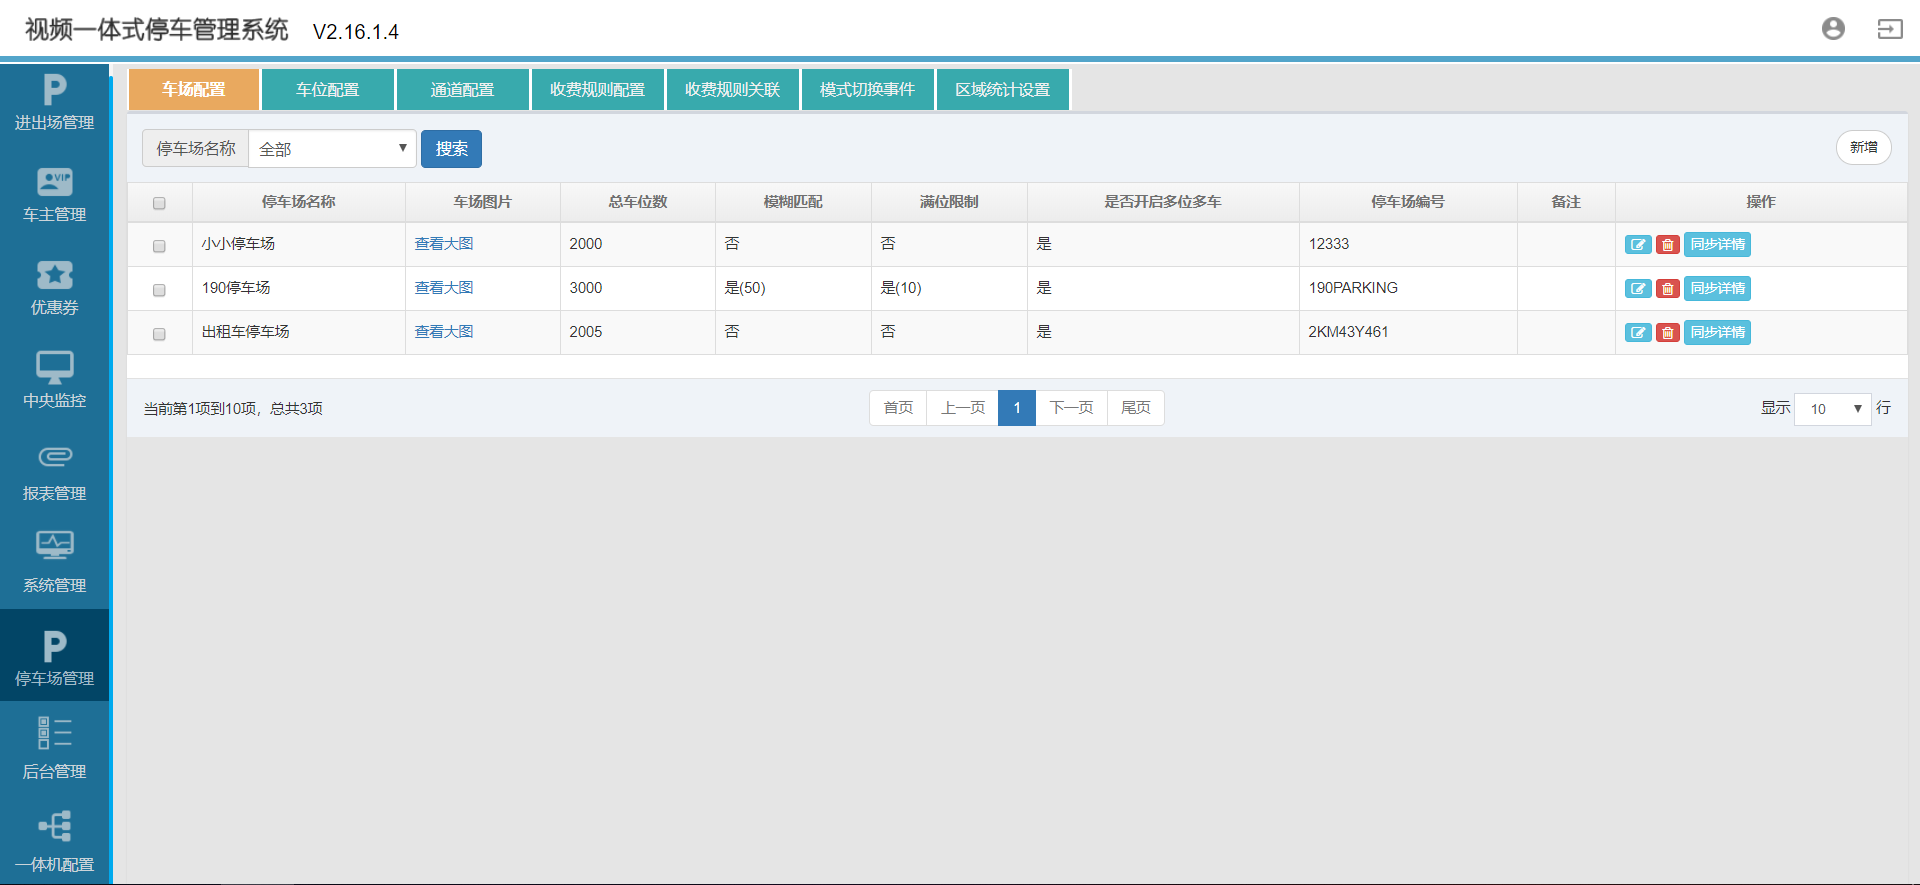 视频一体式停车管理系统 V2.16.1.4
车场配置 车位配置 通道配置 收费规则配置 收费规则关联 模式切换事件 区域统计设置
停车场名称 全部 搜索 新增
停车场名称 车场图片 总车位数 模糊匹配 满位限制 是否开启多位多车 停车场编号 备注 操作
小小停车场 查看大图 2000 否 否 是 12333 同步详情
190停车场 查看大图 3000 是(50) 是(10) 是 190PARKING 同步详情
出租车停车场 查看大图 2005 否 否 是 2KM43Y461 同步详情
当前第1项到10项，总共3项 首页 上一页 1 下一页 尾页 显示 10 行
进出场管理
VIP
车主管理
优惠券
中央监控
报表管理
系统管理
停车场管理
后台管理
一体机配置